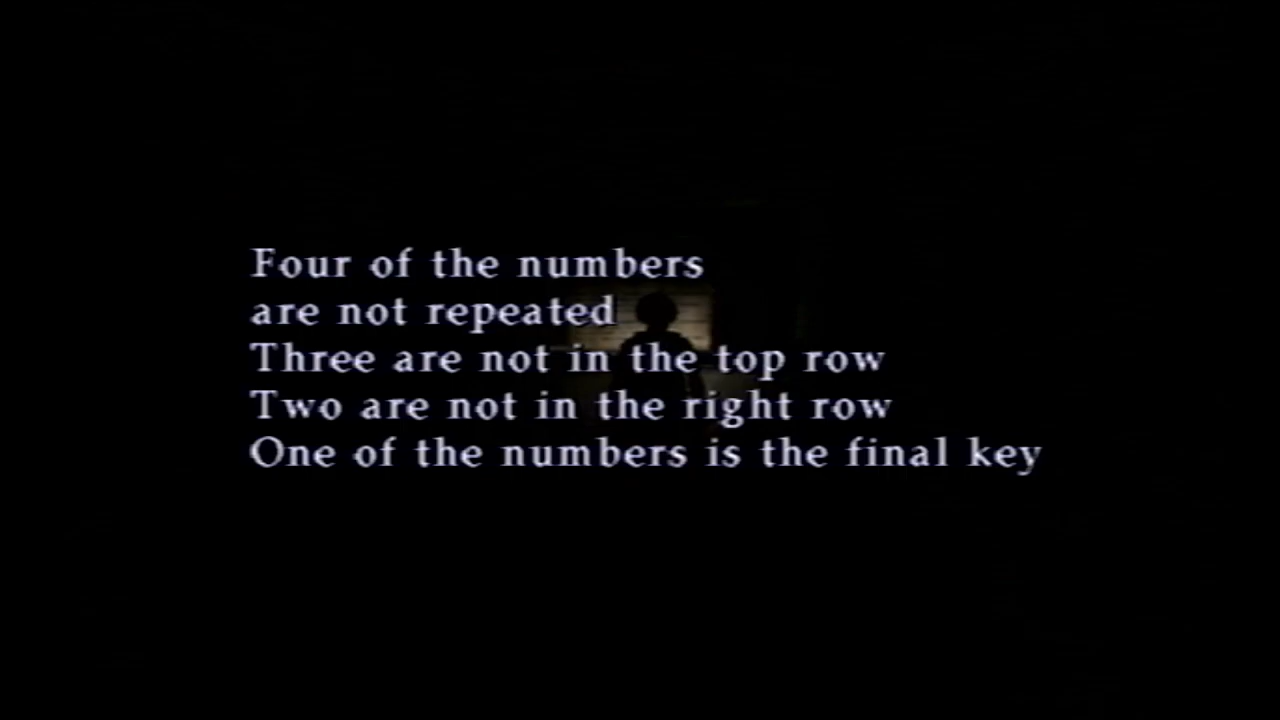 Four of the numbers
are not repeated
Three are not in the top row
Two are not in the right row
One of the numbers is the final key